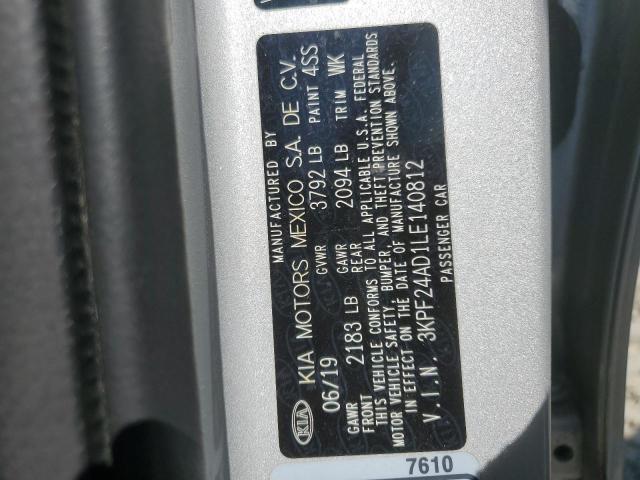 MANUFACTURED BY
KIA KIA MOTORS MEXICO S.A. DE C.V.
06/19 GVWR 3792 LB PAINT 4SS
GAWR FRONT 2183 LB GAWR REAR 2094 LB TRIM WK
THIS VEHICLE CONFORMS TO ALL APPLICABLE U.S.A. FEDERAL
MOTOR VEHICLE SAFETY, BUMPER, AND THEFT PREVENTION STANDARDS
IN EFFECT ON THE DATE OF MANUFACTURE SHOWN ABOVE.
V.I.N. 3KPF24AD1LE140812
PASSENGER CAR
7610